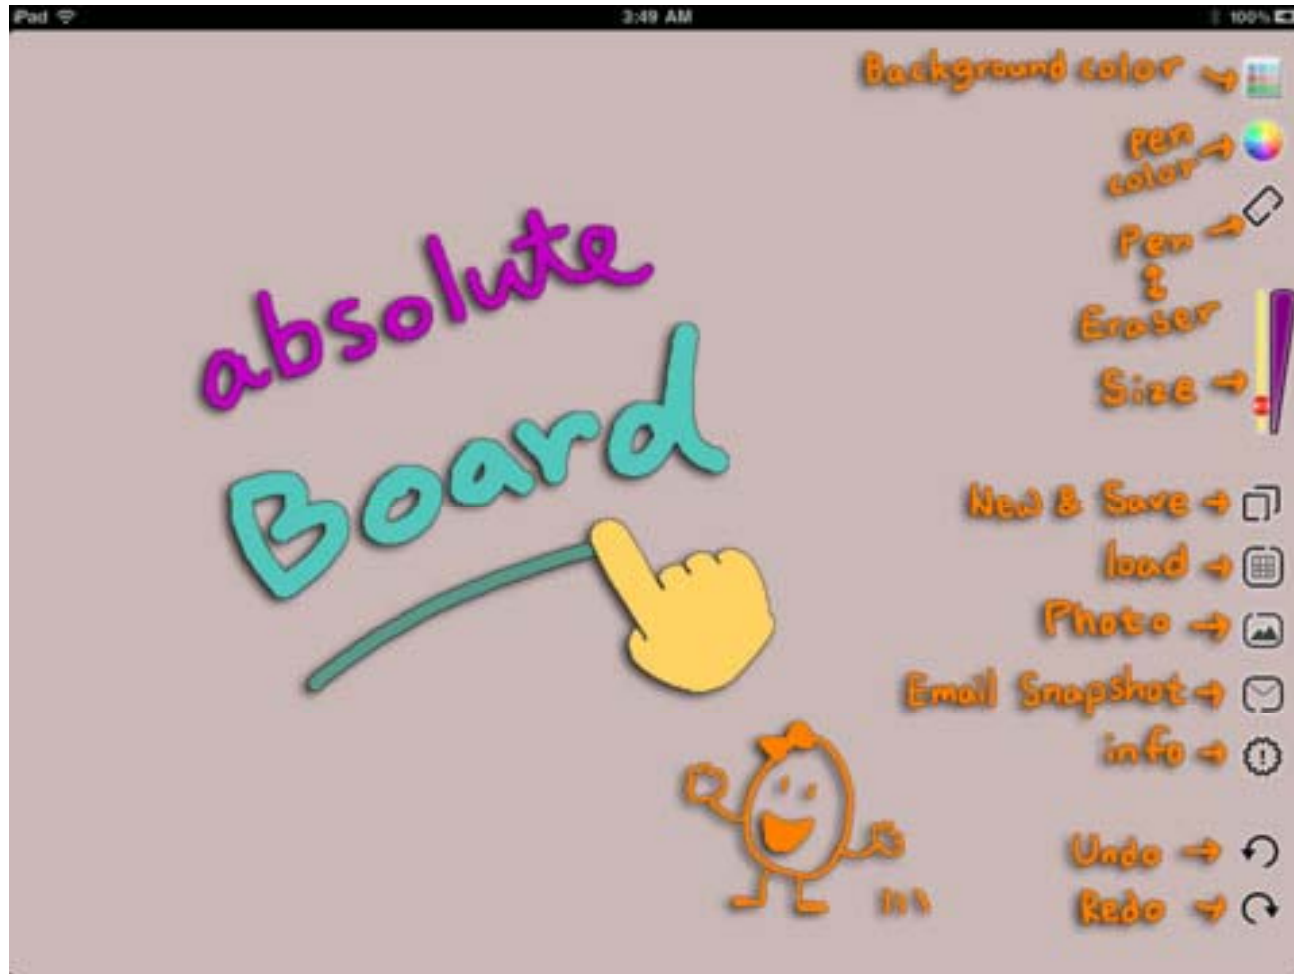 iPad 3:49 AM 100%
Background color
pen
color
Pen
Eraser
Size
absolute
Board
New & Save
load
Photo
Email Snapshot
info
Undo
Redo